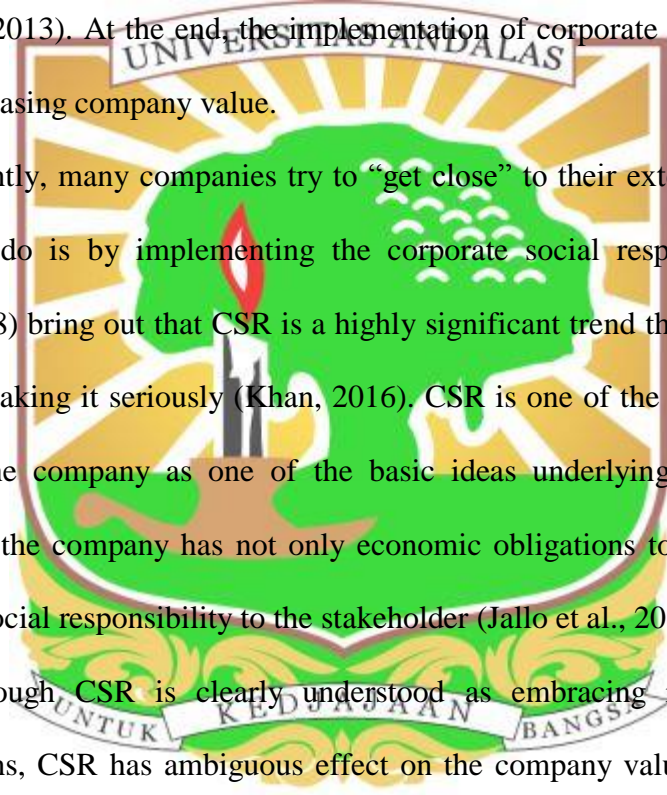 2013). At the end, the implementation of corporate
UNIVERSITAS ANDALAS
asing company value.
ntly, many companies try to “get close” to their ext
do is by implementing the corporate social resp
8) bring out that CSR is a highly significant trend th
aking it seriously (Khan, 2016). CSR is one of the
ne company as one of the basic ideas underlying
the company has not only economic obligations to
ocial responsibility to the stakeholder (Jallo et al., 20
ough CSR is clearly understood as embracing
UNTUK KEDJAJAAN BANGSA
ns, CSR has ambiguous effect on the company valu